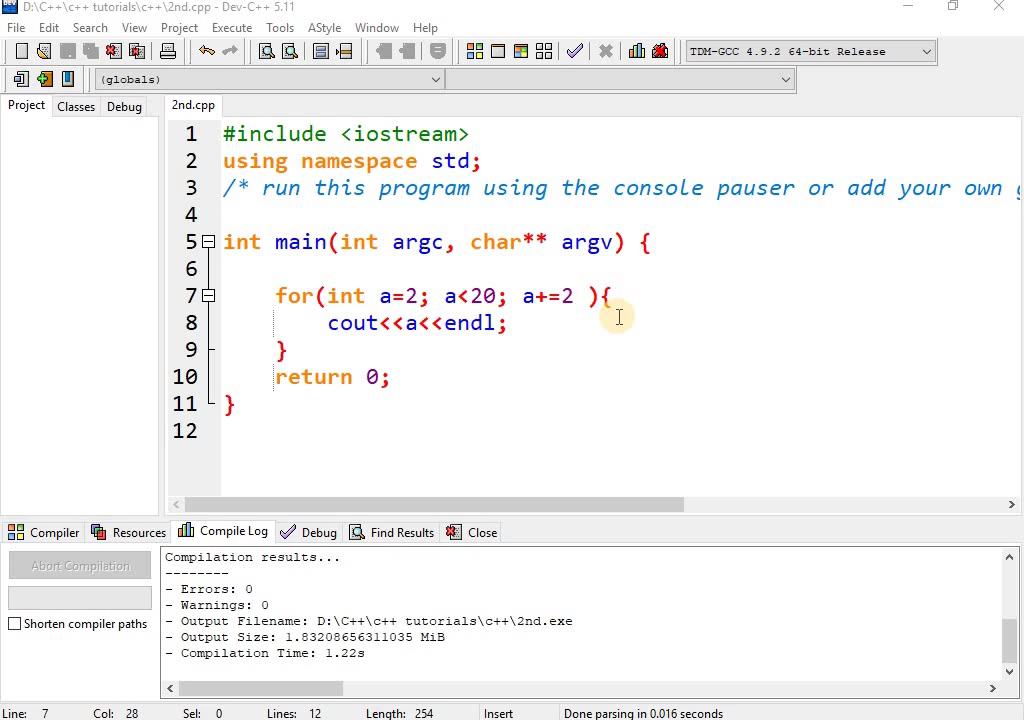 D:\C++\c++ tutorials\c++\2nd.cpp - Dev-C++ 5.11
File Edit Search View Project Execute Tools AStyle Window Help
TDM-GCC 4.9.2 64-bit Release
(globals)
Project Classes Debug 2nd.cpp
1 #include <iostream>
2 using namespace std;
3 /* run this program using the console pauser or add your own
4
5 int main(int argc, char** argv) {
6
7 for(int a=2; a<20; a+=2 ){
8 cout<<a<<endl;
9 }
10 return 0;
11 }
12
Compiler Resources Compile Log Debug Find Results Close
Abort Compilation
Shorten compiler paths
Compilation results...
--------
- Errors: 0
- Warnings: 0
- Output Filename: D:\C++\c++ tutorials\c++\2nd.exe
- Output Size: 1.83208656311035 MiB
- Compilation Time: 1.22s
Line: 7 Col: 28 Sel: 0 Lines: 12 Length: 254 Insert Done parsing in 0.016 seconds